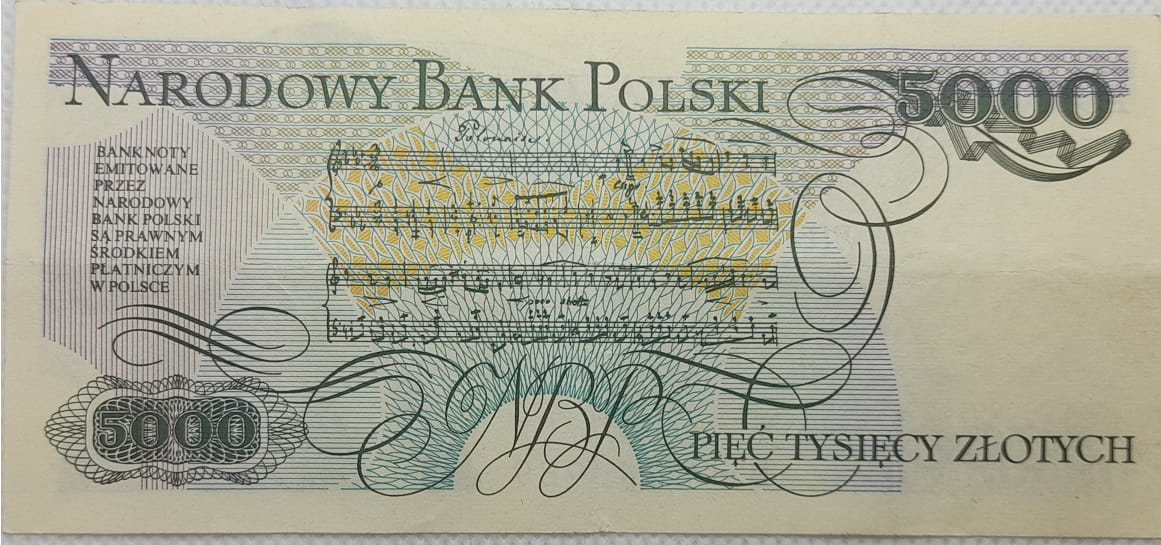 NARODOWY BANK POLSKI
5000
BANKNOTY
EMITOWANE
PRZEZ
NARODOWY
BANK POLSKI
SĄ PRAWNYM
ŚRODKIEM
PŁATNICZYM
W POLSCE
Polonaise
5000
NBP
PIĘĆ TYSIĘCY ZŁOTYCH